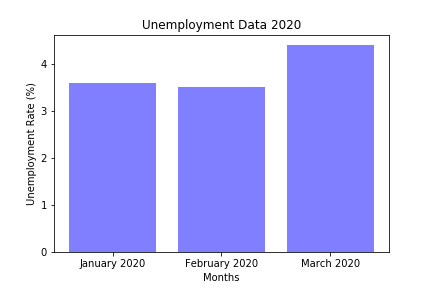 Unemployment Data 2020
Unemployment Rate (%)
4
3
2
1
0
January 2020 February 2020 March 2020
Months